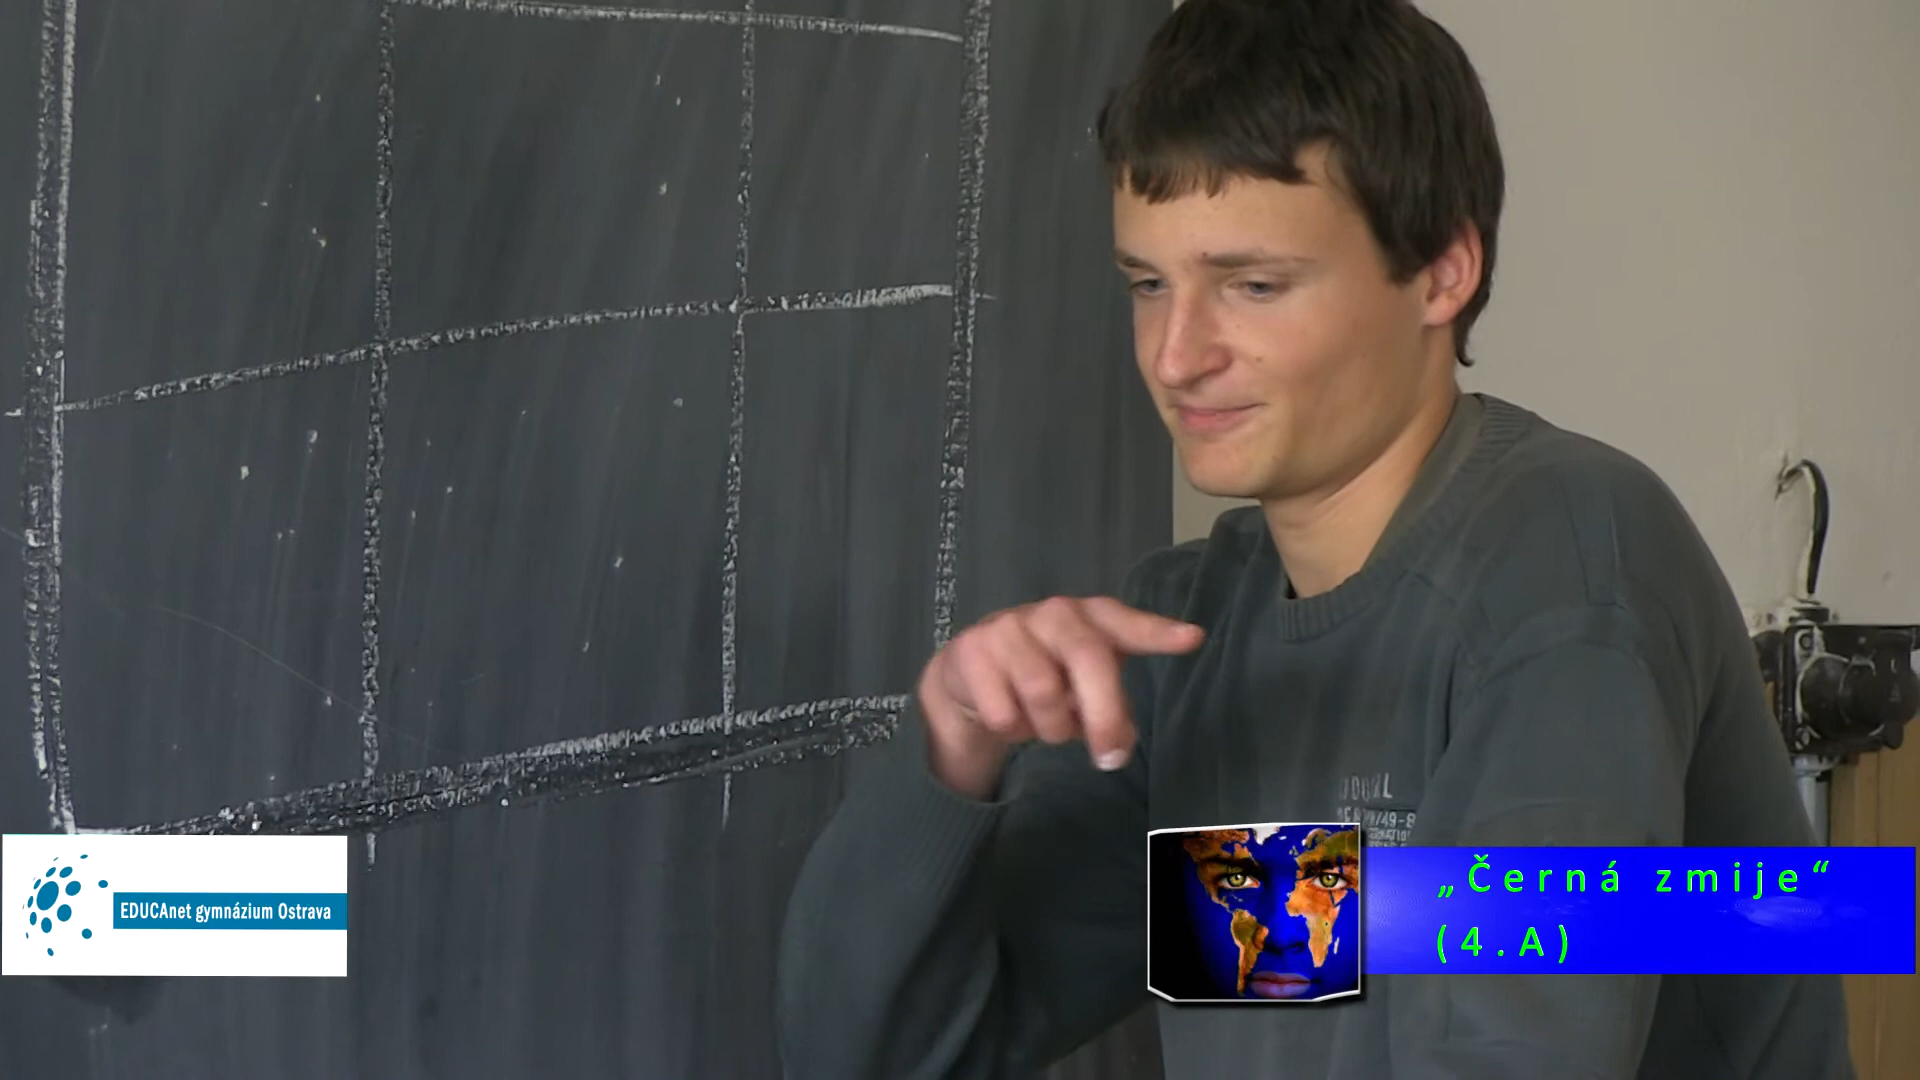 EDUCAnet gymnázium Ostrava
„Černá zmije“
(4.A)